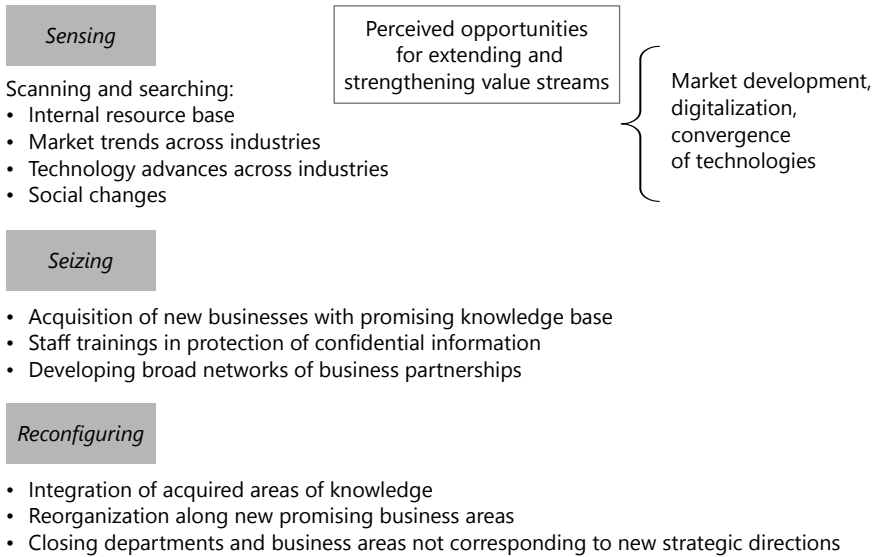 Sensing
Perceived opportunities
for extending and
strengthening value streams
Market development,
digitalization,
convergence
of technologies
Scanning and searching:
• Internal resource base
• Market trends across industries
• Technology advances across industries
• Social changes
Seizing
• Acquisition of new businesses with promising knowledge base
• Staff trainings in protection of confidential information
• Developing broad networks of business partnerships
Reconfiguring
• Integration of acquired areas of knowledge
• Reorganization along new promising business areas
• Closing departments and business areas not corresponding to new strategic directions